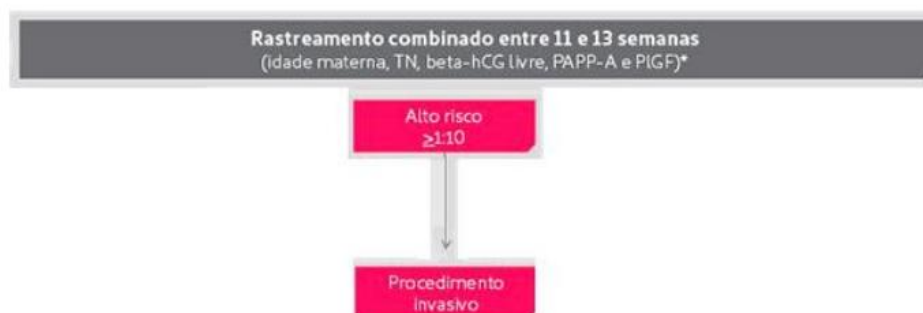 Rastreamento combinado entre 11 e 13 semanas
(idade materna, TN, beta-hCG livre, PAPP-A e PlGF)*
Alto risco
≥1:10
Procedimento
invasivo